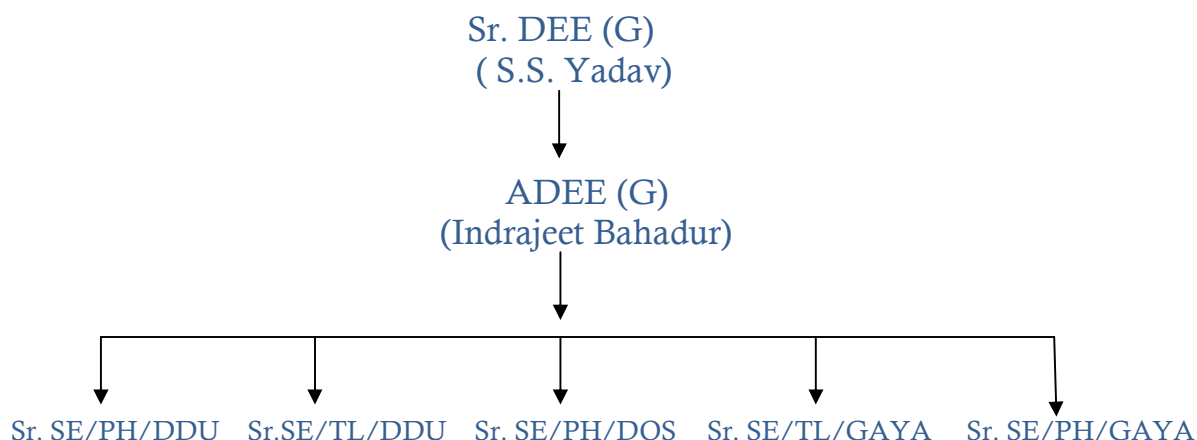 Sr. DEE (G)
( S.S. Yadav)
ADEE (G)
(Indrajeet Bahadur)
Sr. SE/PH/DDU Sr.SE/TL/DDU Sr. SE/PH/DOS Sr. SE/TL/GAYA Sr. SE/PH/GAYA